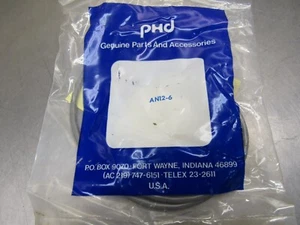 PHD
Genuine Parts And Accessories
AN12-6
P.O. BOX 9070, FORT WAYNE, INDIANA 46899
(AC 219) 747-6151 · TELEX 23-2611
U.S.A.